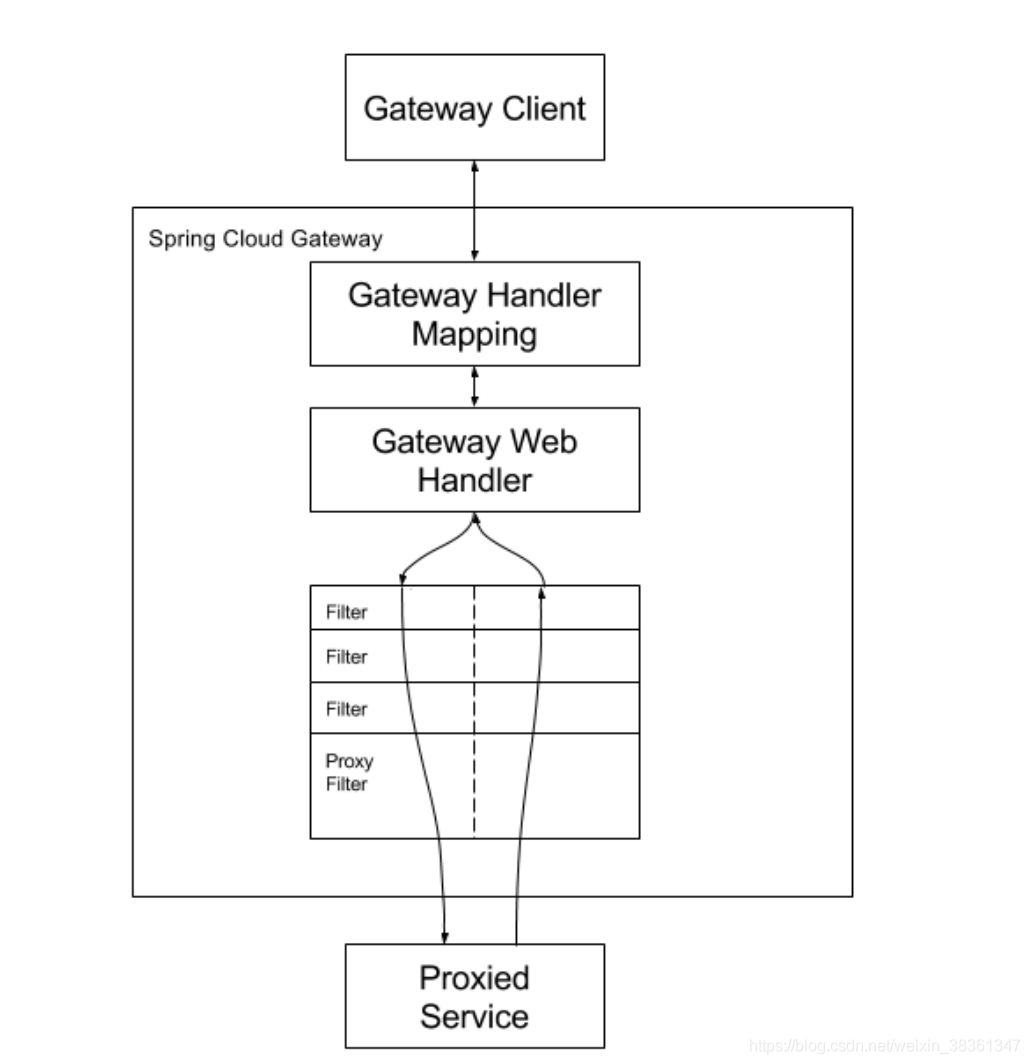 Gateway Client
Spring Cloud Gateway
Gateway Handler
Mapping
Gateway Web
Handler
Filter
Filter
Filter
Proxy
Filter
Proxied
Service
https://blog.csdn.net/weixin_38361347